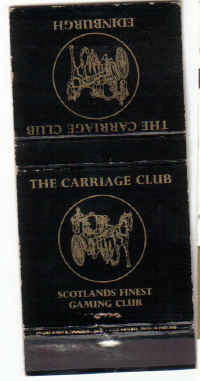 THE CARRIAGE CLUB
EDINBURGH
THE CARRIAGE CLUB
SCOTLANDS FINEST
GAMING CLUB